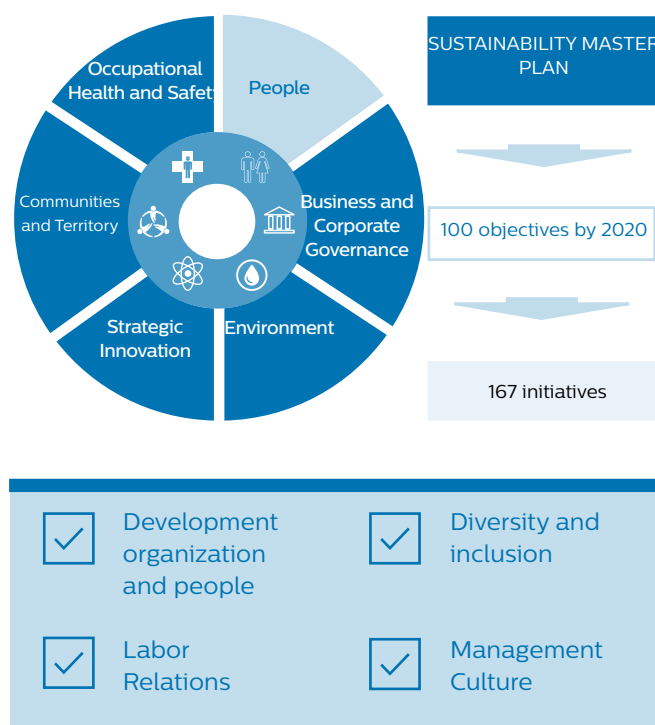 Occupational
Health and Safety
People
Business and
Corporate
Governance
Environment
Strategic
Innovation
Communities
and Territory
SUSTAINABILITY MASTER
PLAN
100 objectives by 2020
167 initiatives
Development
organization
and people
Diversity and
inclusion
Labor
Relations
Management
Culture